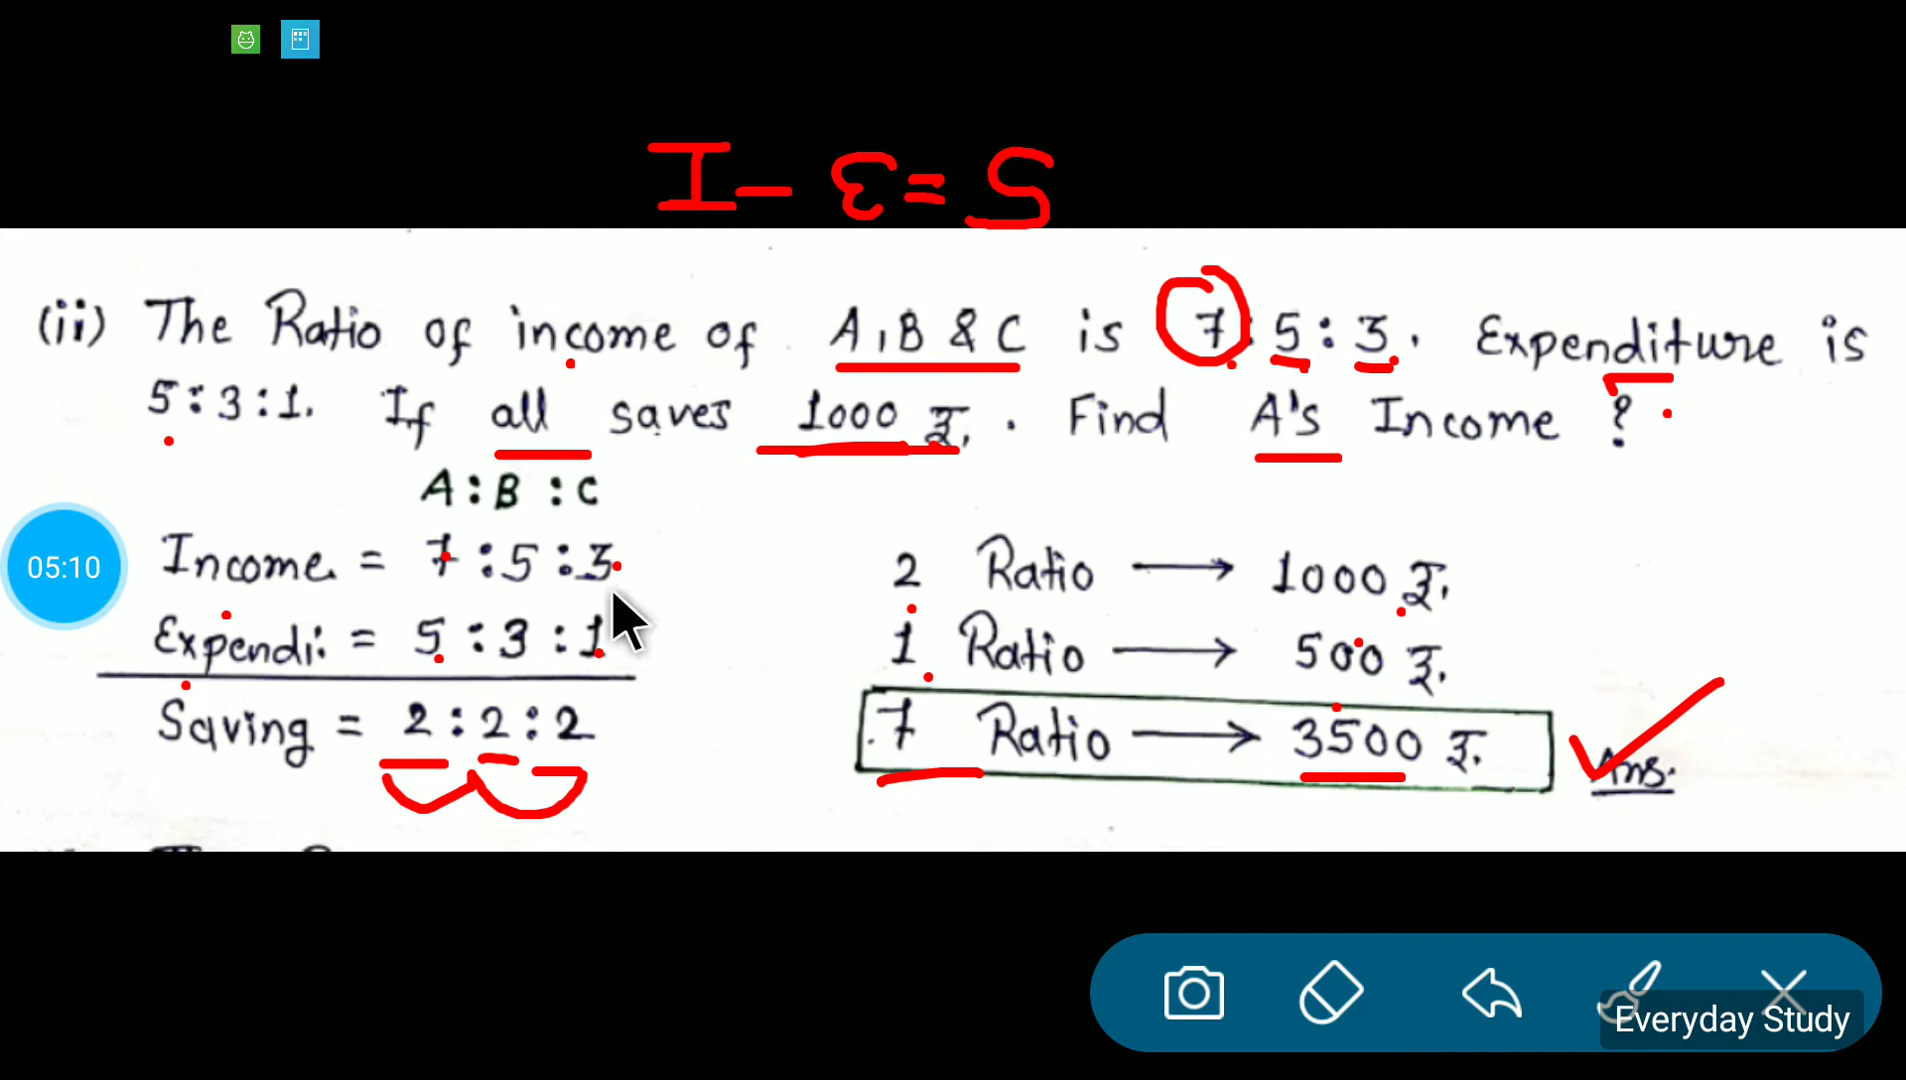 I - E = S
(ii) The Ratio of income of A, B & C is 7 : 5 : 3. Expenditure is
5 : 3 : 1. If all saves 1000 रु. . Find A's Income ?
A : B : C
Income = 7 : 5 : 3
Expendi: = 5 : 3 : 1
Saving = 2 : 2 : 2
2 Ratio → 1000 रु.
1 Ratio → 500 रु.
7 Ratio → 3500 रु.
Ans.
05:10
Everyday Study